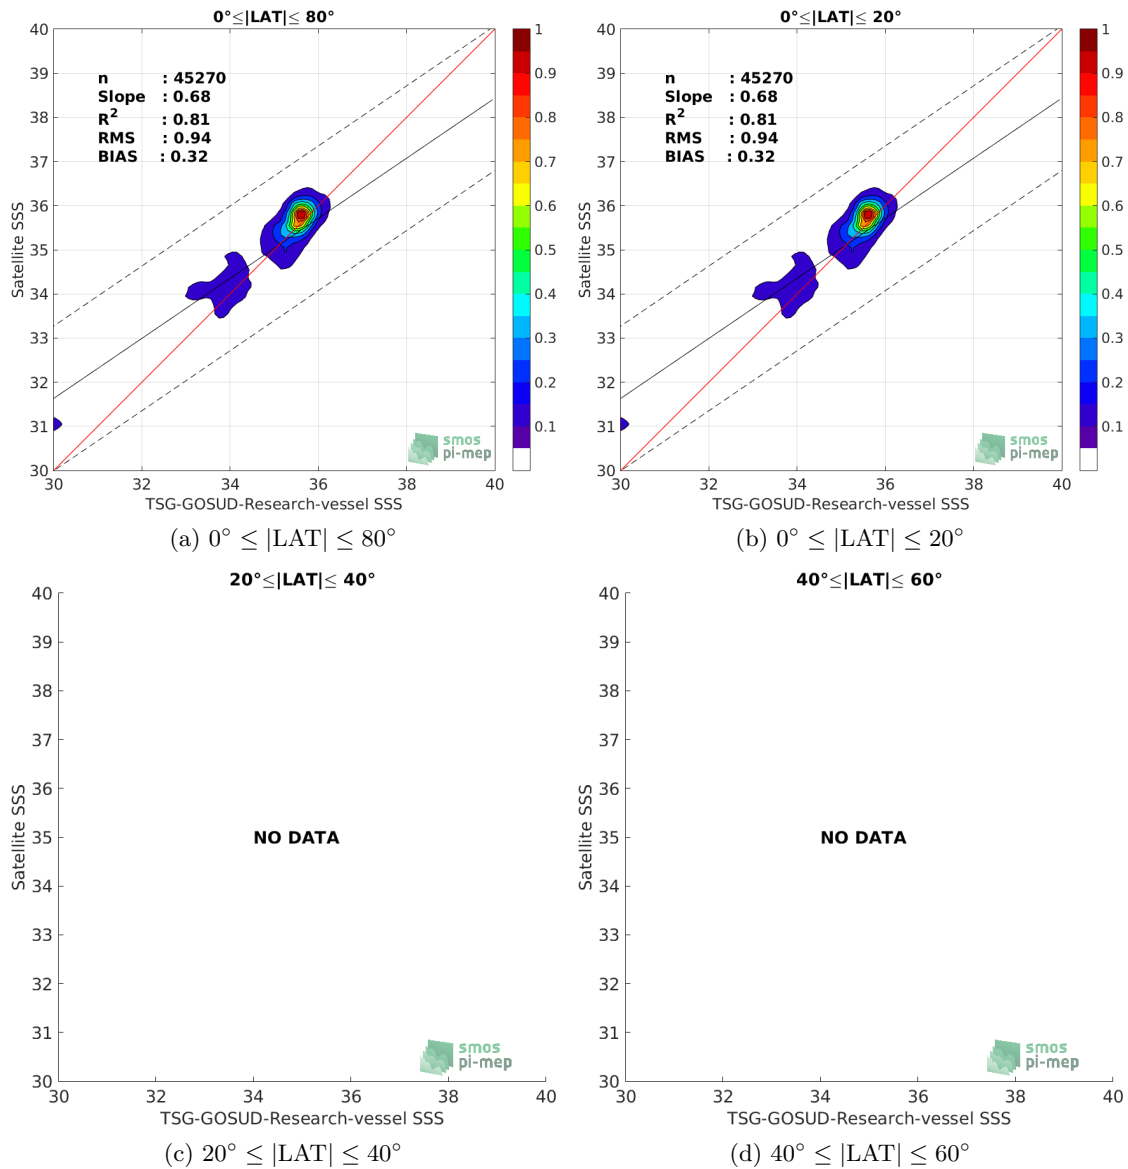 0°≤|LAT|≤ 80°
40
39
38
37
36
35
34
33
32
31
30
Satellite SSS
n : 45270
Slope : 0.68
R² : 0.81
RMS : 0.94
BIAS : 0.32
smos
pi-mep
30 32 34 36 38 40
TSG-GOSUD-Research-vessel SSS
1
0.9
0.8
0.7
0.6
0.5
0.4
0.3
0.2
0.1
(a) 0° ≤ |LAT| ≤ 80°
0°≤|LAT|≤ 20°
40
39
38
37
36
35
34
33
32
31
30
Satellite SSS
n : 45270
Slope : 0.68
R² : 0.81
RMS : 0.94
BIAS : 0.32
smos
pi-mep
30 32 34 36 38 40
TSG-GOSUD-Research-vessel SSS
1
0.9
0.8
0.7
0.6
0.5
0.4
0.3
0.2
0.1
(b) 0° ≤ |LAT| ≤ 20°
20°≤|LAT|≤ 40°
40
39
38
37
36
35
34
33
32
31
30
Satellite SSS
NO DATA
smos
pi-mep
30 32 34 36 38 40
TSG-GOSUD-Research-vessel SSS
(c) 20° ≤ |LAT| ≤ 40°
40°≤|LAT|≤ 60°
40
39
38
37
36
35
34
33
32
31
30
Satellite SSS
NO DATA
smos
pi-mep
30 32 34 36 38 40
TSG-GOSUD-Research-vessel SSS
(d) 40° ≤ |LAT| ≤ 60°